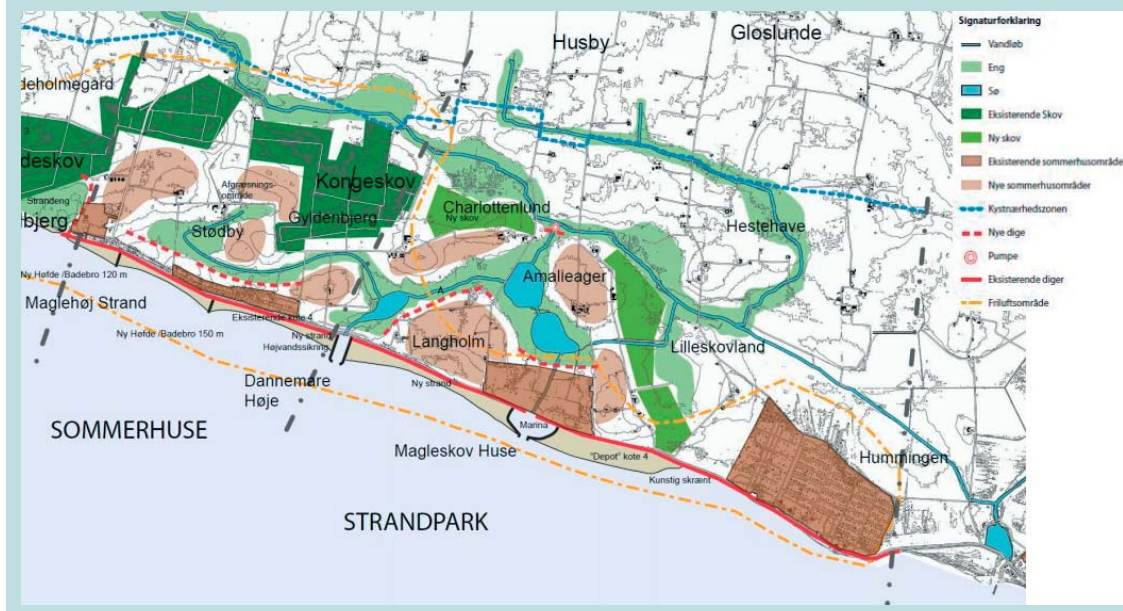 Husby
Gloslunde
deholmegard
deskov
Strandeng
bjerg
Afgræsnings-
område
Stødby
Kongeskov
Gyldenbjerg
Charlottenlund
Ny skov
Hestehave
Amalieager
A
Ny Høfde /Badebro 120 m
Maglehøj Strand
Ny Høfde /Badebro 150 m
Eksisterende kote 4
Ny strand
Højvandssikring
Langholm
Lilleskovland
Dannemare
Høje
Ny strand
Marina
Magleskov Huse
"Depot" kote 4
Kunstig skrænt
Hummingen
SOMMERHUSE
STRANDPARK
Signaturforklaring
Vandløb
Eng
Sø
Eksisterende Skov
Ny skov
Eksisterende sommerhusområde
Nye sommerhusområder
Kystnærhedszonen
Nye dige
Pumpe
Eksisterende diger
Friluftsområde